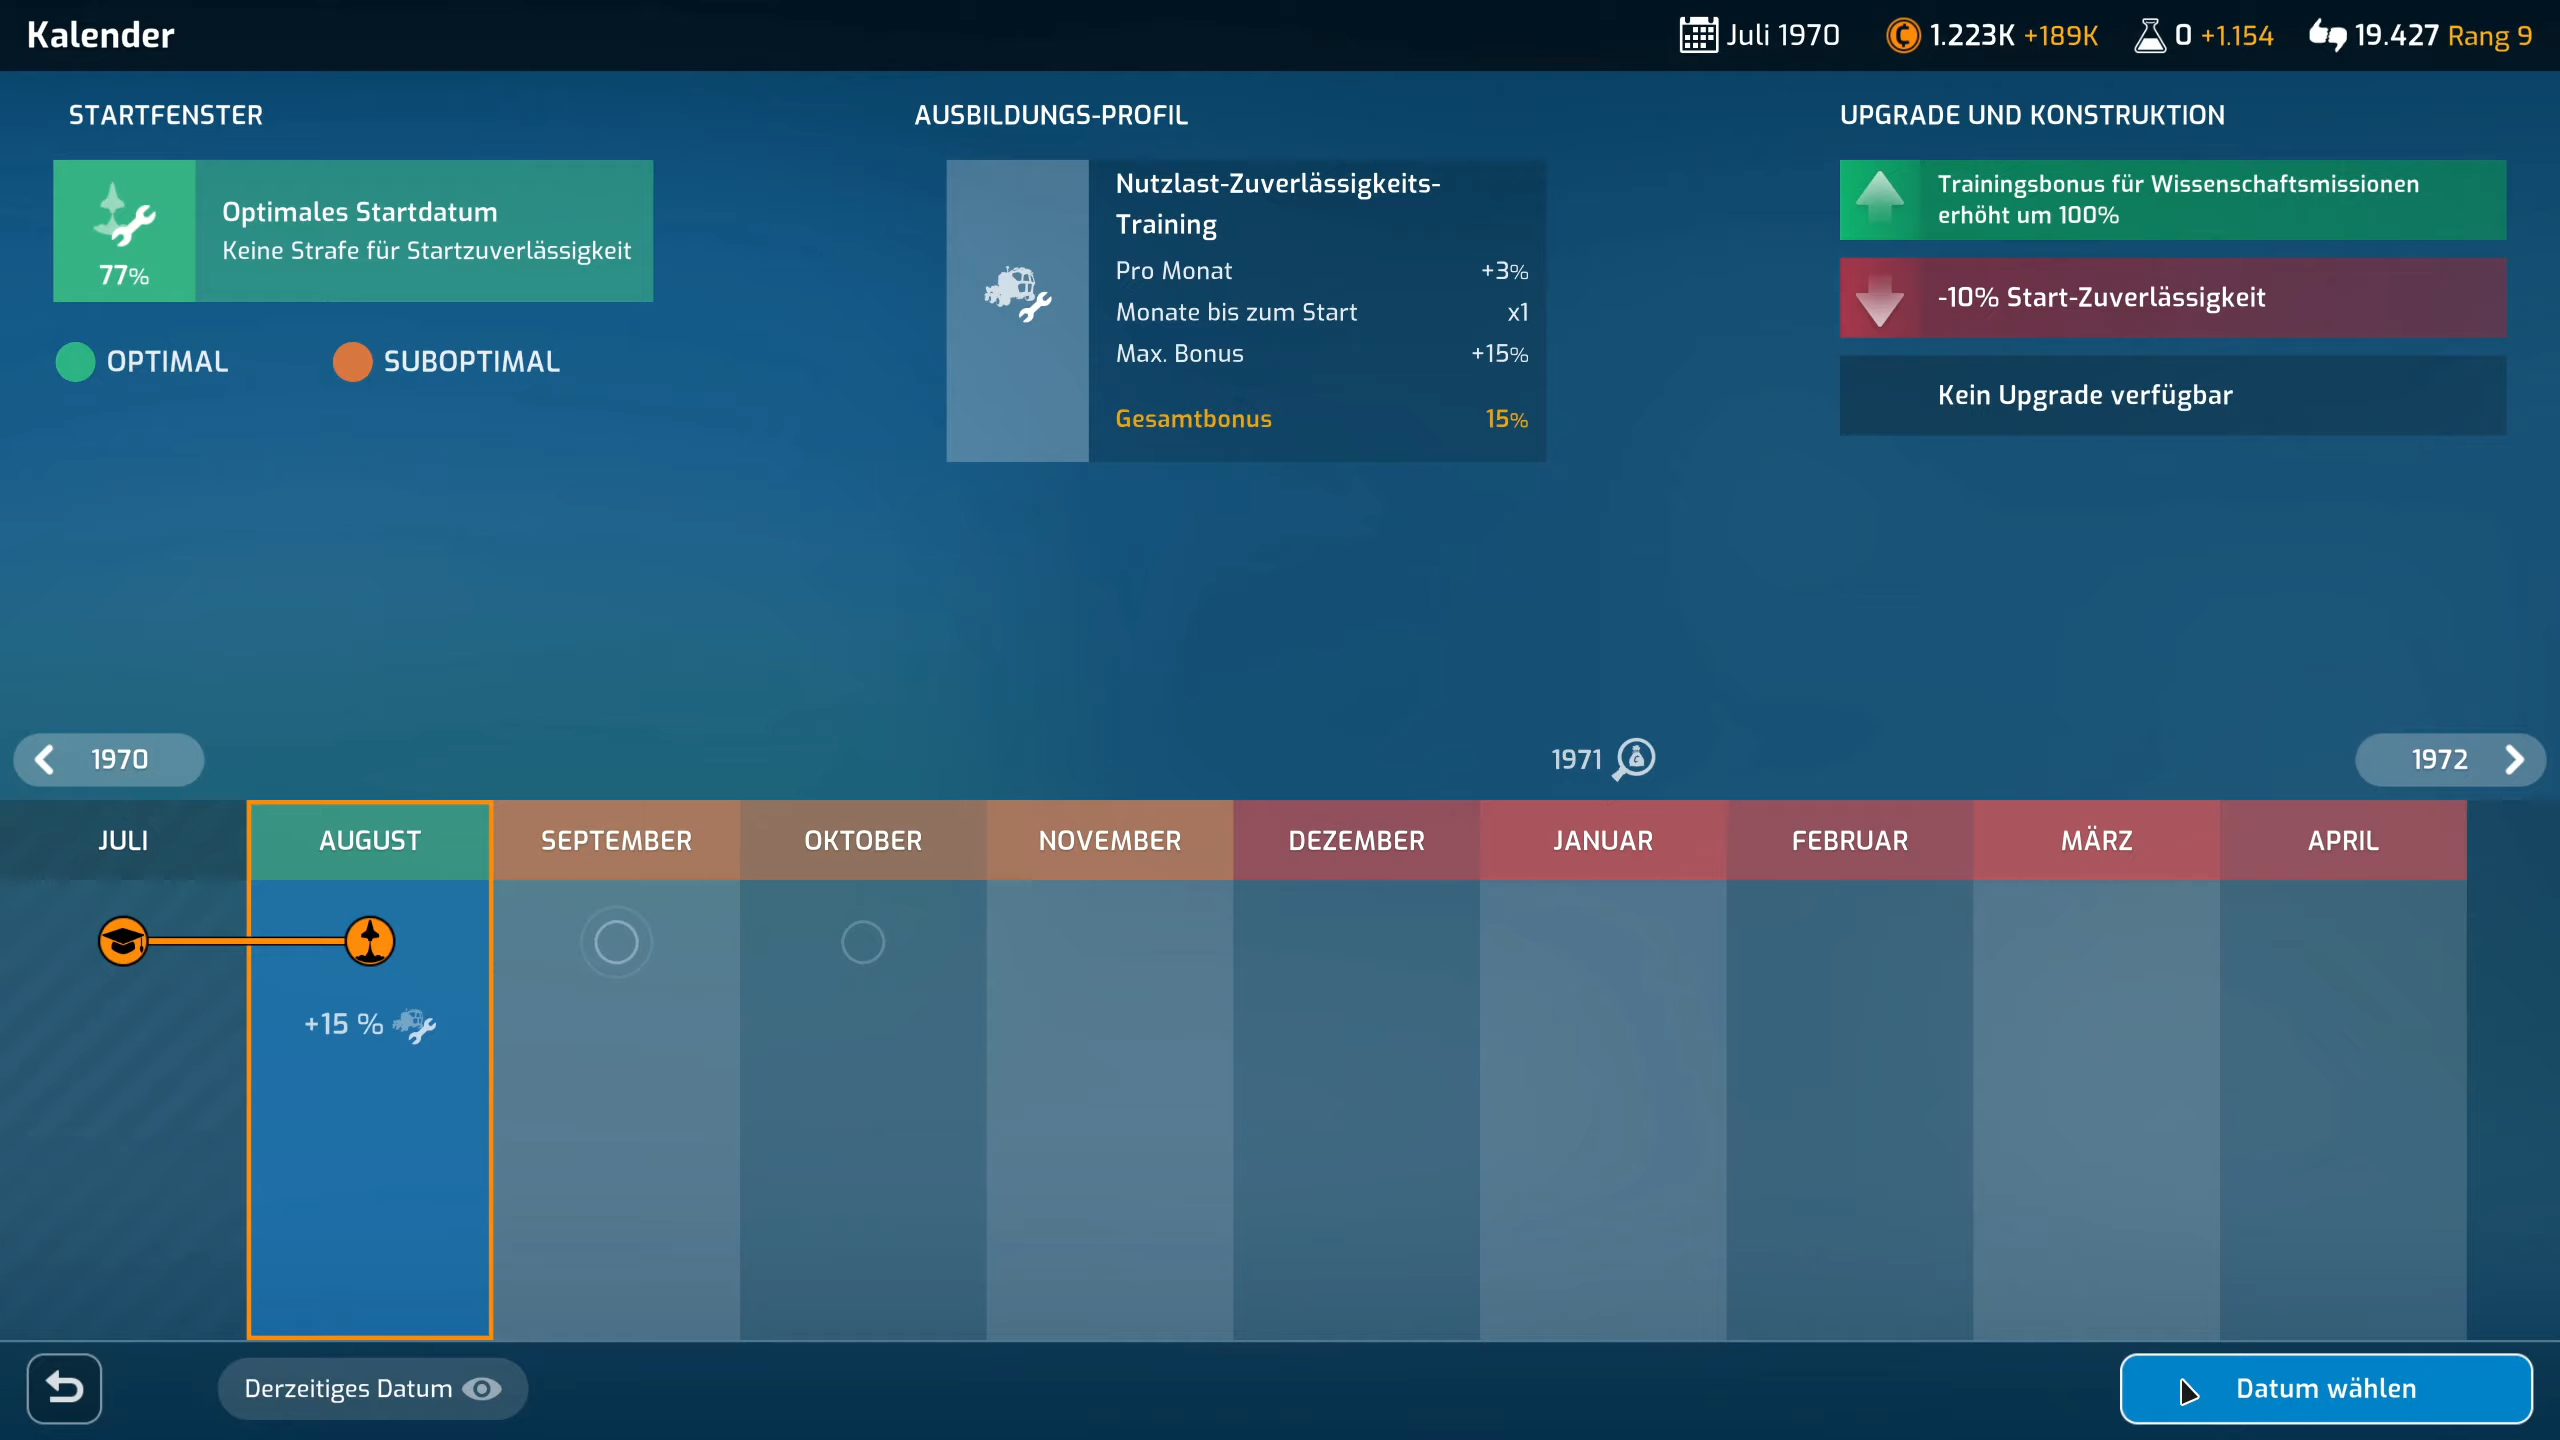 Kalender
Juli 1970
1.223K +189K
0 +1.154
19.427 Rang 9
STARTFENSTER
77%
Optimales Startdatum
Keine Strafe für Startzuverlässigkeit
OPTIMAL
SUBOPTIMAL
AUSBILDUNGS-PROFIL
Nutzlast-Zuverlässigkeits-
Training
Pro Monat +3%
Monate bis zum Start x1
Max. Bonus +15%
Gesamtbonus 15%
UPGRADE UND KONSTRUKTION
Trainingsbonus für Wissenschaftsmissionen
erhöht um 100%
-10% Start-Zuverlässigkeit
Kein Upgrade verfügbar
1970
1971
1972
JULI
AUGUST
SEPTEMBER
OKTOBER
NOVEMBER
DEZEMBER
JANUAR
FEBRUAR
MÄRZ
APRIL
+15 %
Derzeitiges Datum
Datum wählen